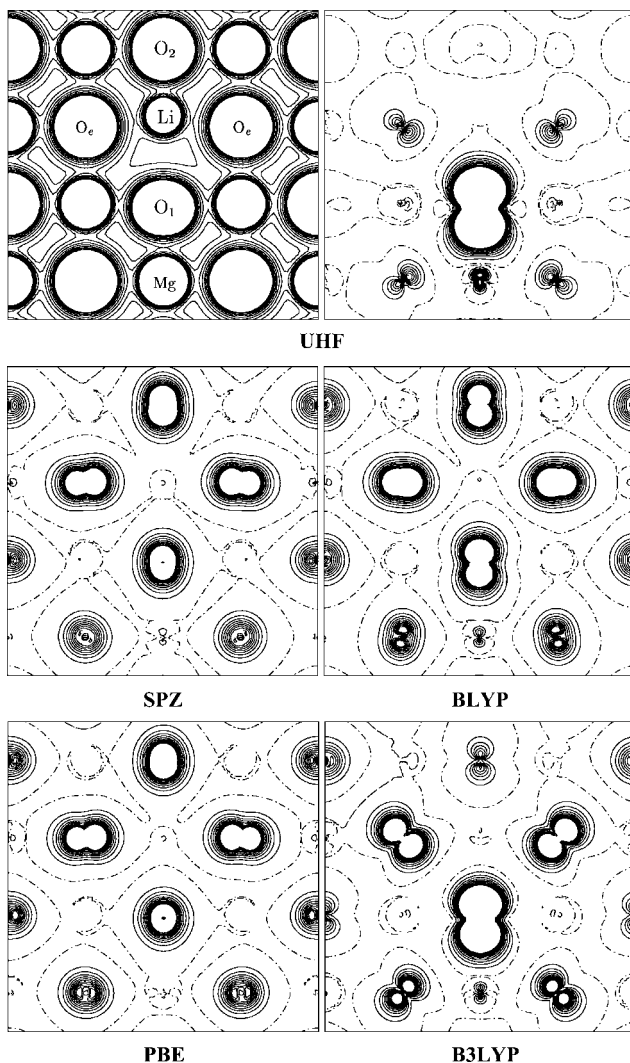 O₂
Li
Oₑ Oₑ
O₁
Mg
UHF
SPZ BLYP
PBE B3LYP